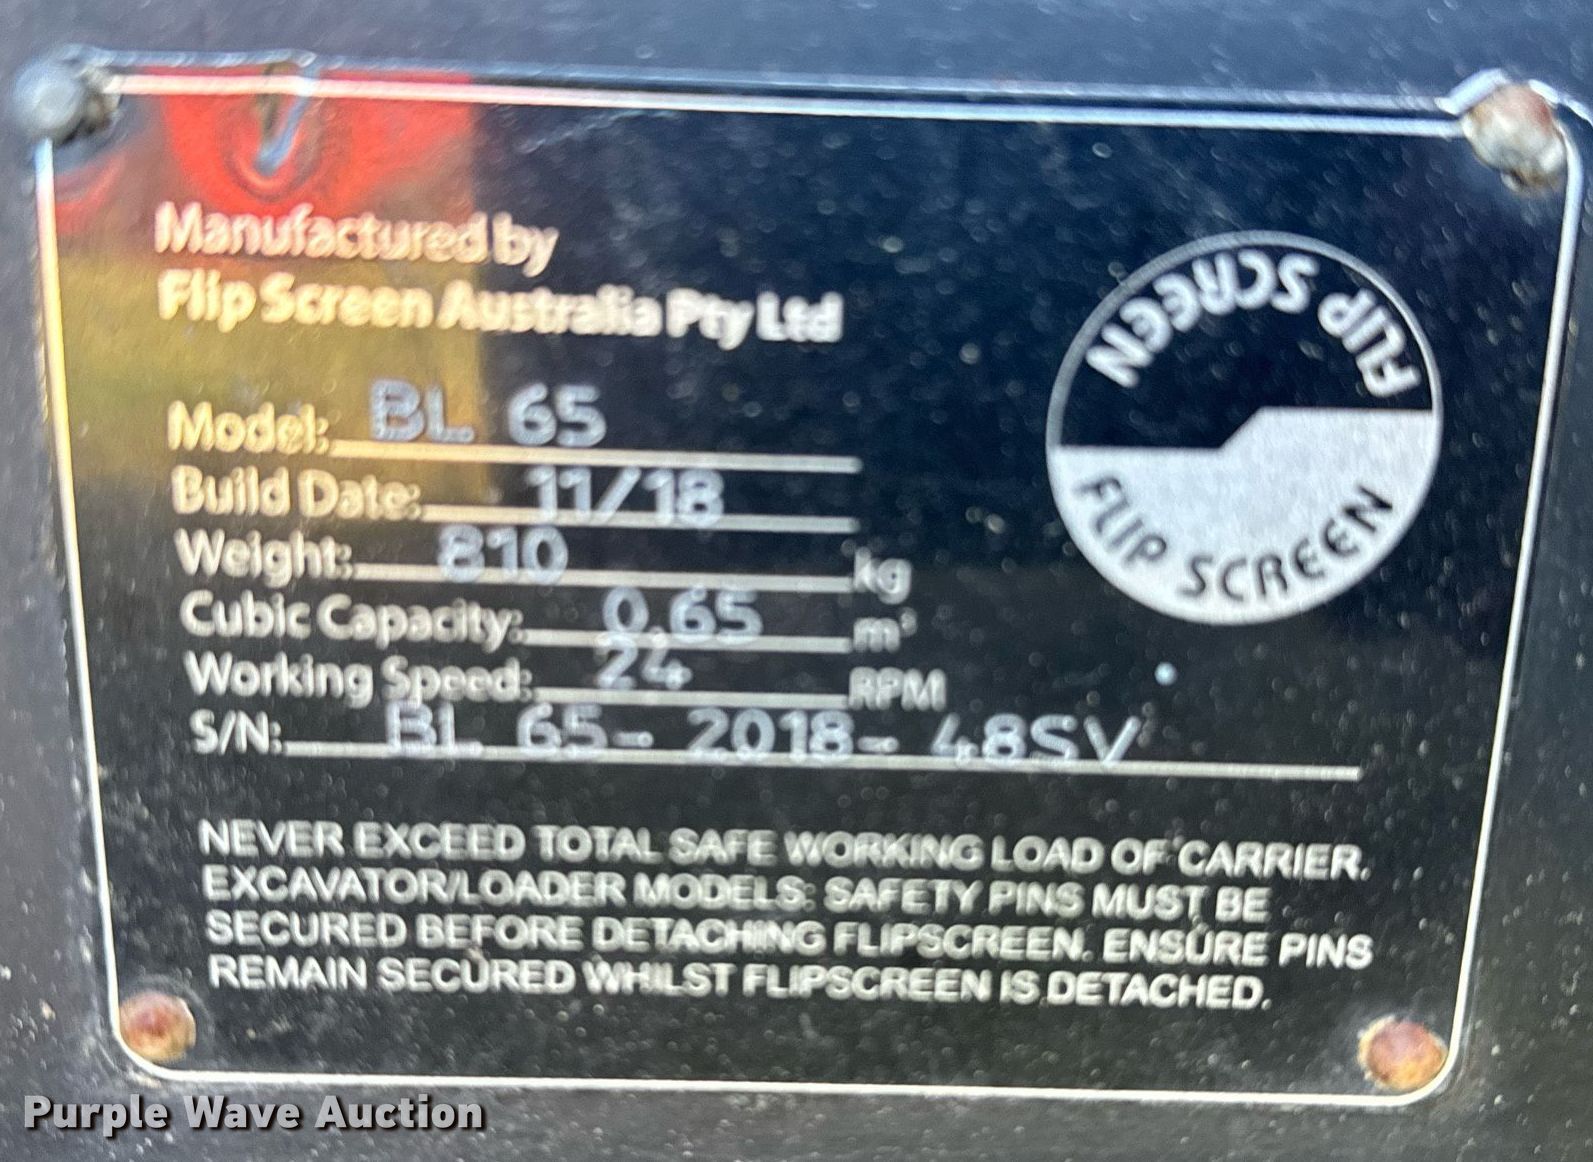 Manufactured by
Flip Screen Australia Pty Ltd
FLIP SCREEN
FLIP SCREEN
Model: BL 65
Build Date: 11/18
Weight: 810 kg
Cubic Capacity: 0.65 m³
Working Speed: 24 RPM
S/N: BL 65- 2018- 48SV
NEVER EXCEED TOTAL SAFE WORKING LOAD OF CARRIER.
EXCAVATOR/LOADER MODELS: SAFETY PINS MUST BE
SECURED BEFORE DETACHING FLIPSCREEN. ENSURE PINS
REMAIN SECURED WHILST FLIPSCREEN IS DETACHED.
Purple Wave Auction